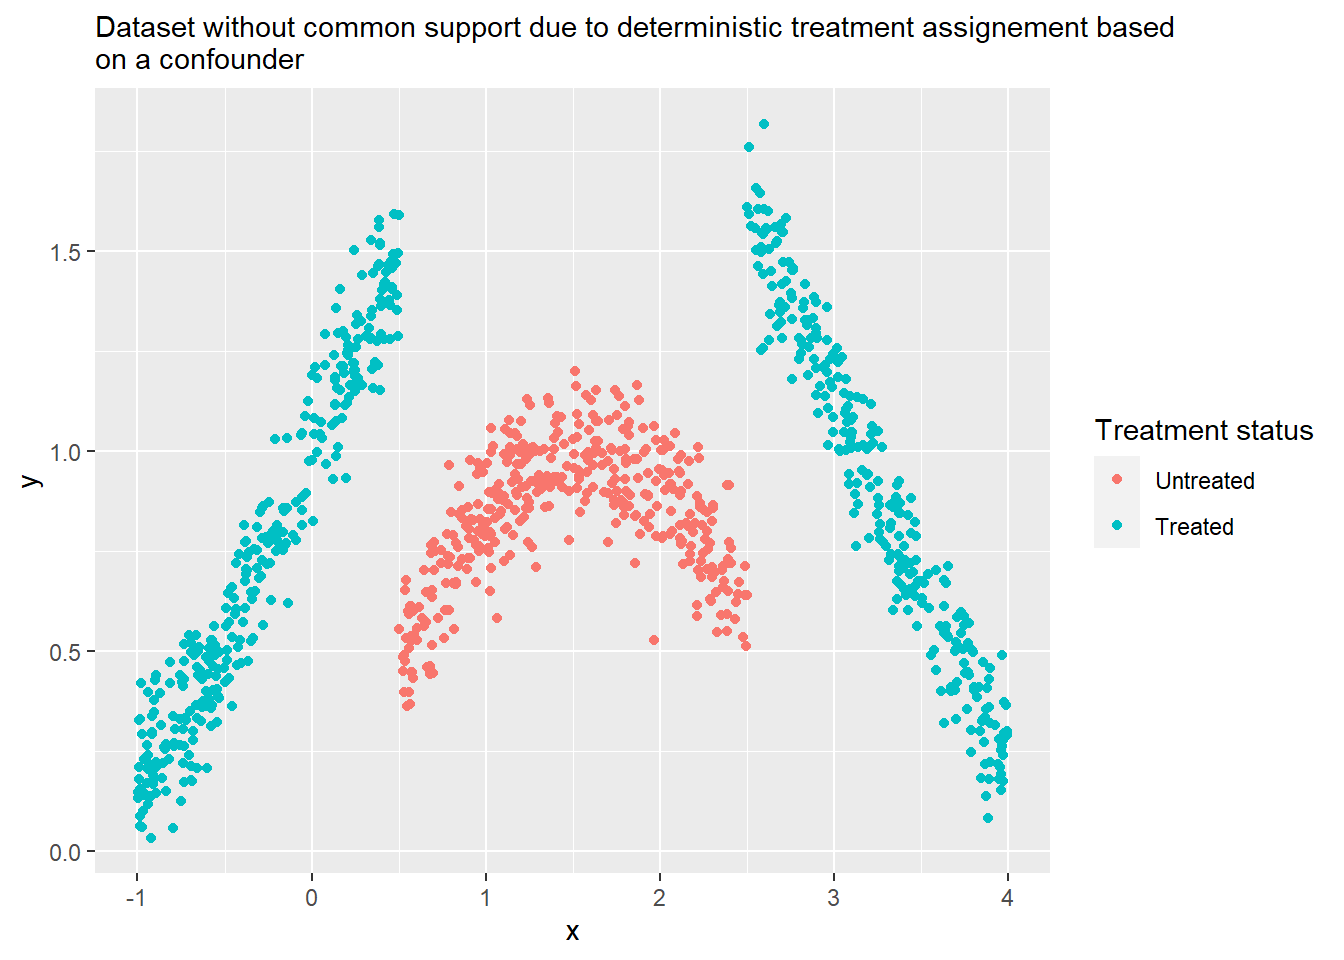 Dataset without common support due to deterministic treatment assignement based
on a confounder
1.5
1.0
0.5
0.0
y
-1 0 1 2 3 4
x
Treatment status
Untreated
Treated